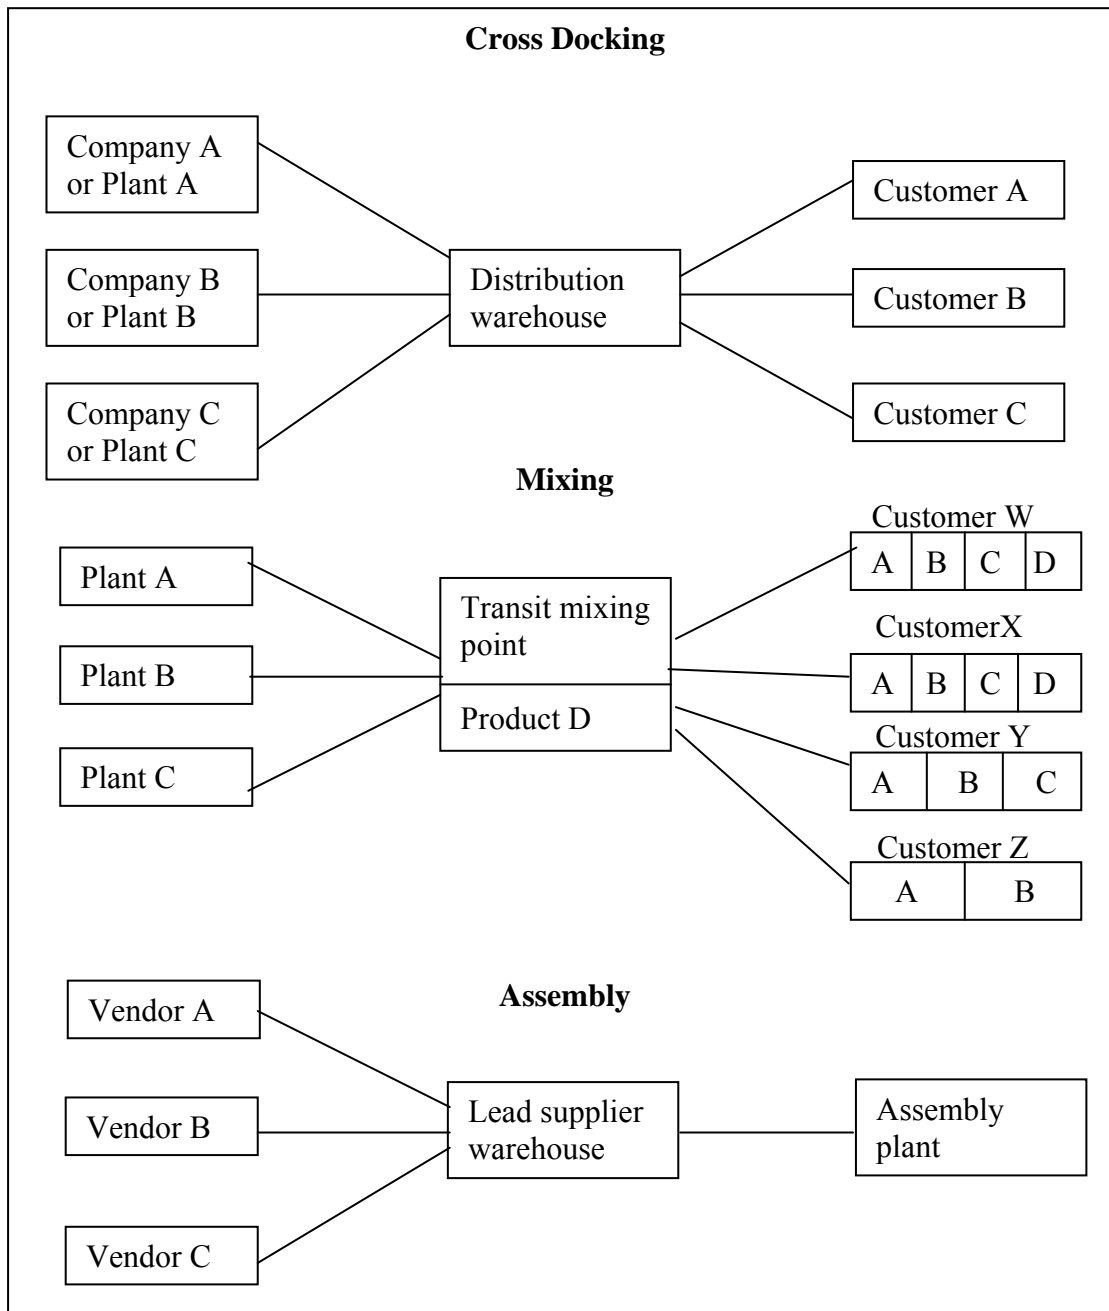 Cross Docking
Company A
or Plant A
Company B
or Plant B
Company C
or Plant C
Distribution
warehouse
Customer A
Customer B
Customer C
Mixing
Plant A
Plant B
Plant C
Transit mixing
point
Product D
Customer W
A B C D
CustomerX
A B C D
Customer Y
A B C
Customer Z
A B
Assembly
Vendor A
Vendor B
Vendor C
Lead supplier
warehouse
Assembly
plant